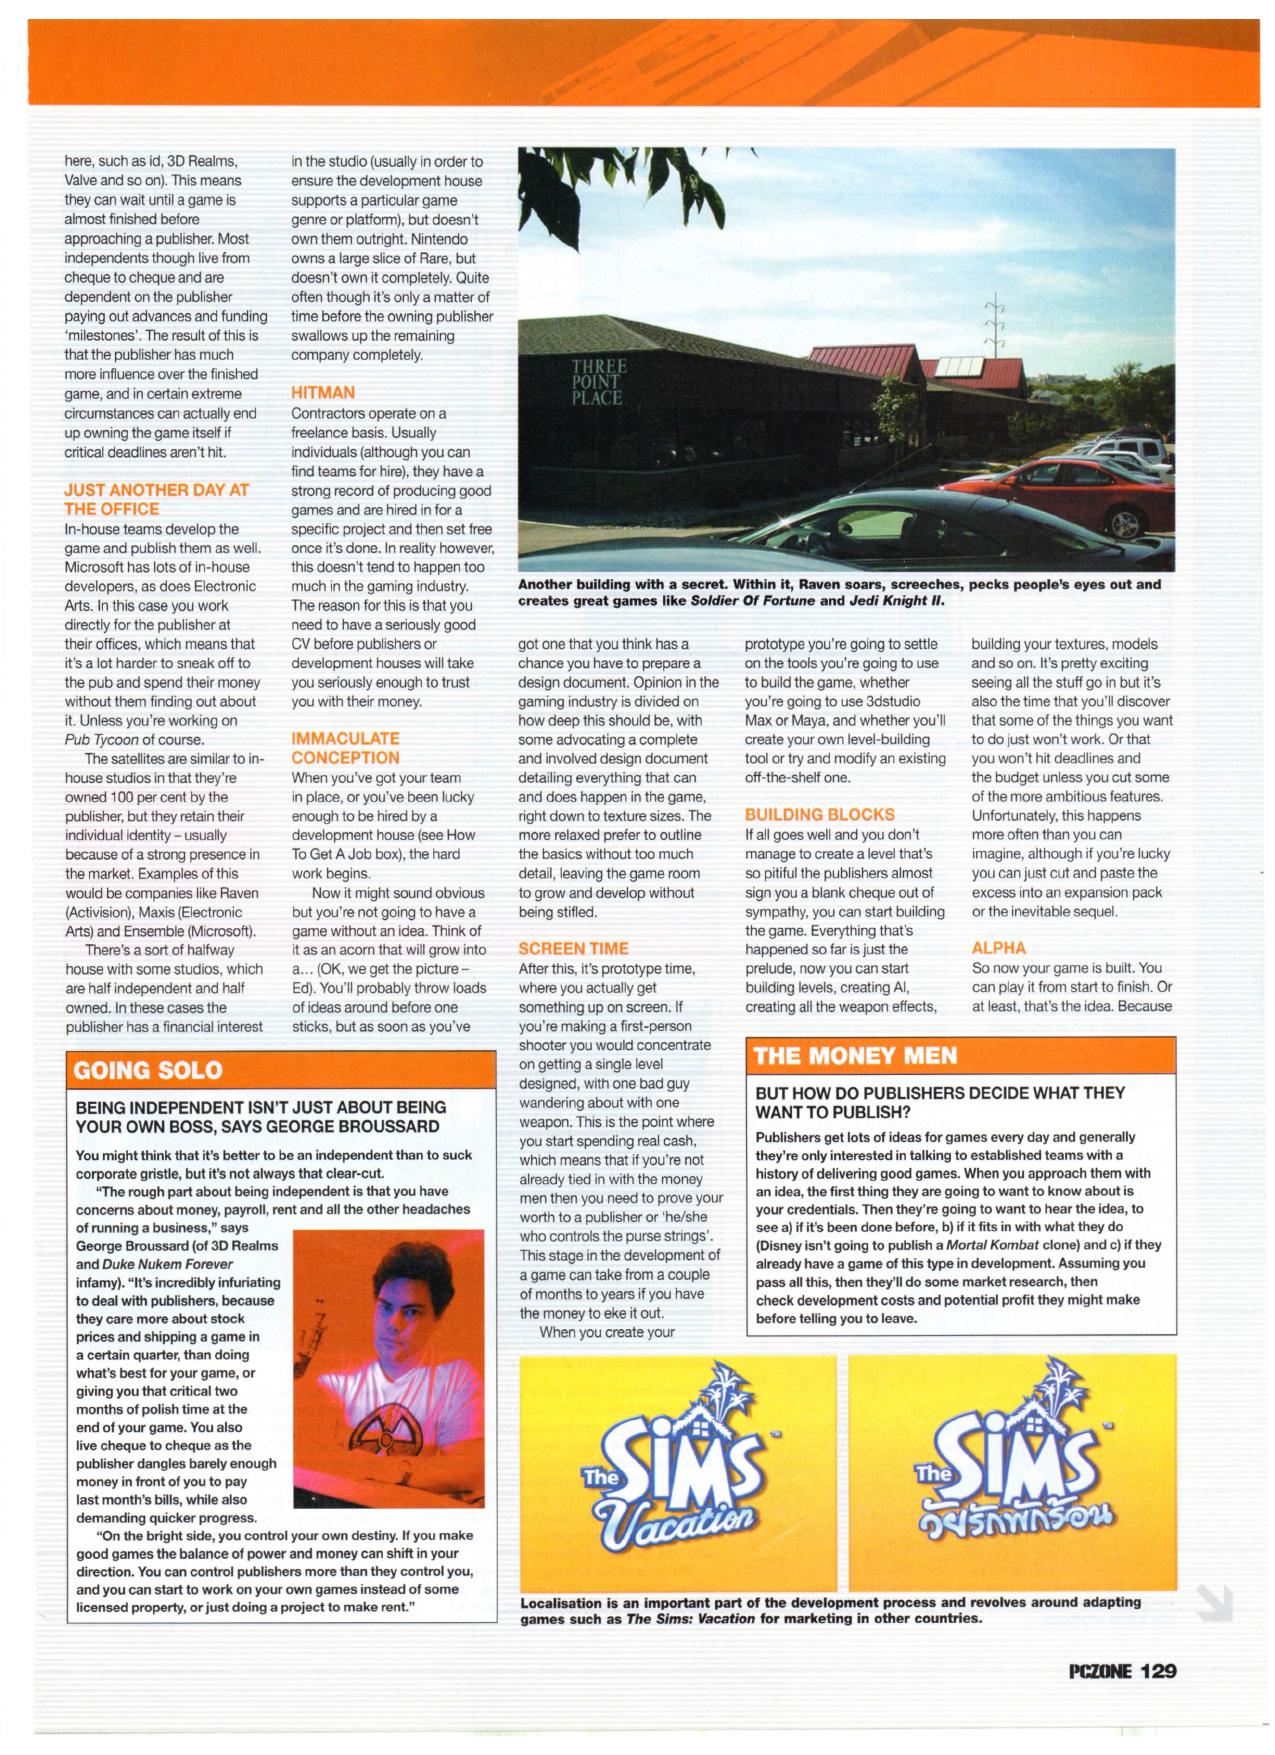 here, such as id, 3D Realms,
Valve and so on). This means
they can wait until a game is
almost finished before
approaching a publisher. Most
independents though live from
cheque to cheque and are
dependent on the publisher
paying out advances and funding
‘milestones’. The result of this is
that the publisher has much
more influence over the finished
game, and in certain extreme
circumstances can actually end
up owning the game itself if
critical deadlines aren’t hit.
JUST ANOTHER DAY AT
THE OFFICE
In-house teams develop the
game and publish them as well.
Microsoft has lots of in-house
developers, as does Electronic
Arts. In this case you work
directly for the publisher at
their offices, which means that
it’s a lot harder to sneak off to
the pub and spend their money
without them finding out about
it. Unless you’re working on
Pub Tycoon of course.
The satellites are similar to in-
house studios in that they’re
owned 100 per cent by the
publisher, but they retain their
individual identity – usually
because of a strong presence in
the market. Examples of this
would be companies like Raven
(Activision), Maxis (Electronic
Arts) and Ensemble (Microsoft).
There’s a sort of halfway
house with some studios, which
are half independent and half
owned. In these cases the
publisher has a financial interest
in the studio (usually in order to
ensure the development house
supports a particular game
genre or platform), but doesn’t
own them outright. Nintendo
owns a large slice of Rare, but
doesn’t own it completely. Quite
often though it’s only a matter of
time before the owning publisher
swallows up the remaining
company completely.
HITMAN
Contractors operate on a
freelance basis. Usually
individuals (although you can
find teams for hire), they have a
strong record of producing good
games and are hired in for a
specific project and then set free
once it’s done. In reality however,
this doesn’t tend to happen too
much in the gaming industry.
The reason for this is that you
need to have a seriously good
CV before publishers or
development houses will take
you seriously enough to trust
you with their money.
IMMACULATE
CONCEPTION
When you’ve got your team
in place, or you’ve been lucky
enough to be hired by a
development house (see How
To Get A Job box), the hard
work begins.
Now it might sound obvious
but you’re not going to have a
game without an idea. Think of
it as an acorn that will grow into
a... (OK, we get the picture –
Ed). You’ll probably throw loads
of ideas around before one
sticks, but as soon as you’ve
THREE
POINT
PLACE
Another building with a secret. Within it, Raven soars, screeches, pecks people’s eyes out and
creates great games like Soldier Of Fortune and Jedi Knight II.
got one that you think has a
chance you have to prepare a
design document. Opinion in the
gaming industry is divided on
how deep this should be, with
some advocating a complete
and involved design document
detailing everything that can
and does happen in the game,
right down to texture sizes. The
more relaxed prefer to outline
the basics without too much
detail, leaving the game room
to grow and develop without
being stifled.
SCREEN TIME
After this, it’s prototype time,
where you actually get
something up on screen. If
you’re making a first-person
shooter you would concentrate
on getting a single level
designed, with one bad guy
wandering about with one
weapon. This is the point where
you start spending real cash,
which means that if you’re not
already tied in with the money
men then you need to prove your
worth to a publisher or ‘he/she
who controls the purse strings’.
This stage in the development of
a game can take from a couple
of months to years if you have
the money to eke it out.
When you create your
prototype you’re going to settle
on the tools you’re going to use
to build the game, whether
you’re going to use 3dstudio
Max or Maya, and whether you’ll
create your own level-building
tool or try and modify an existing
off-the-shelf one.
BUILDING BLOCKS
If all goes well and you don’t
manage to create a level that’s
so pitiful the publishers almost
sign you a blank cheque out of
sympathy, you can start building
the game. Everything that’s
happened so far is just the
prelude, now you can start
building levels, creating AI,
creating all the weapon effects,
building your textures, models
and so on. It’s pretty exciting
seeing all the stuff go in but it’s
also the time that you’ll discover
that some of the things you want
to do just won’t work. Or that
you won’t hit deadlines and
the budget unless you cut some
of the more ambitious features.
Unfortunately, this happens
more often than you can
imagine, although if you’re lucky
you can just cut and paste the
excess into an expansion pack
or the inevitable sequel.
ALPHA
So now your game is built. You
can play it from start to finish. Or
at least, that’s the idea. Because
GOING SOLO
BEING INDEPENDENT ISN’T JUST ABOUT BEING
YOUR OWN BOSS, SAYS GEORGE BROUSSARD
You might think that it’s better to be an independent than to suck
corporate gristle, but it’s not always that clear-cut.
“The rough part about being independent is that you have
concerns about money, payroll, rent and all the other headaches
of running a business,” says
George Broussard (of 3D Realms
and Duke Nukem Forever
infamy). “It’s incredibly infuriating
to deal with publishers, because
they care more about stock
prices and shipping a game in
a certain quarter, than doing
what’s best for your game, or
giving you that critical two
months of polish time at the
end of your game. You also
live cheque to cheque as the
publisher dangles barely enough
money in front of you to pay
last month’s bills, while also
demanding quicker progress.
“On the bright side, you control your own destiny. If you make
good games the balance of power and money can shift in your
direction. You can control publishers more than they control you,
and you can start to work on your own games instead of some
licensed property, or just doing a project to make rent.”
THE MONEY MEN
BUT HOW DO PUBLISHERS DECIDE WHAT THEY
WANT TO PUBLISH?
Publishers get lots of ideas for games every day and generally
they’re only interested in talking to established teams with a
history of delivering good games. When you approach them with
an idea, the first thing they are going to want to know about is
your credentials. Then they’re going to want to hear the idea, to
see a) if it’s been done before, b) if it fits in with what they do
(Disney isn’t going to publish a Mortal Kombat clone) and c) if they
already have a game of this type in development. Assuming you
pass all this, then they’ll do some market research, then
check development costs and potential profit they might make
before telling you to leave.
The SiMS™
Vacation
The SiMS™
วัยรักพักร้อน
Localisation is an important part of the development process and revolves around adapting
games such as The Sims: Vacation for marketing in other countries.
PCZONE 129